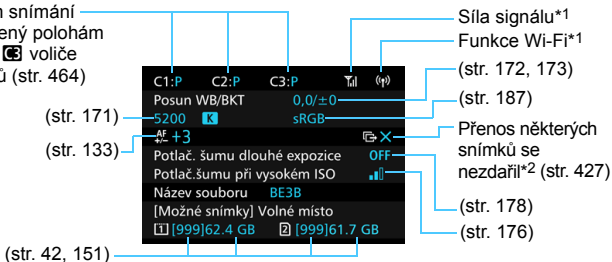 n snímání
ený polohám
C3 voliče
ů (str. 464)
(str. 171)
(str. 133)
(str. 42, 151)
C1:P C2:P C3:P
Posun WB/BKT 0,0/±0
5200 K sRGB
AF +/- +3
Potlač. šumu dlouhé expozice OFF
Potlač.šumu při vysokém ISO
Název souboru BE3B
[Možné snímky] Volné místo
1 [999]62.4 GB 2 [999]61.7 GB
Síla signálu*1
Funkce Wi-Fi*1
(str. 172, 173)
(str. 187)
Přenos některých
snímků se
nezdařil*2 (str. 427)
(str. 178)
(str. 176)